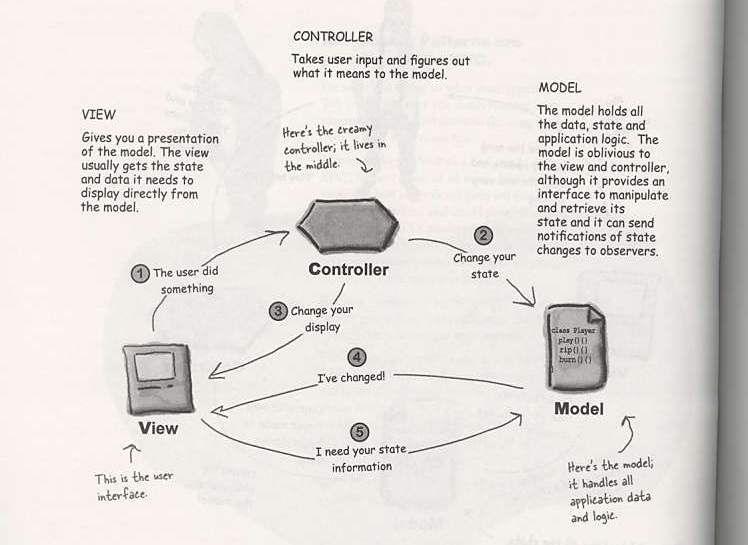 CONTROLLER
Takes user input and figures out
what it means to the model.
MODEL
The model holds all
the data, state and
application logic. The
model is oblivious to
the view and controller,
although it provides an
interface to manipulate
and retrieve its
state and it can send
notifications of state
changes to observers.
VIEW
Gives you a presentation
of the model. The view
usually gets the state
and data it needs to
display directly from
the model.
Here's the creamy
controller; it lives in
the middle.
1 The user did
something
Controller
2
Change your
state
3 Change your
display
class Player
play(){}
rip(){}
burn(){}
4
I've changed!
View
Model
5
I need your state
information
This is the user
interface.
Here's the model;
it handles all
application data
and logic.